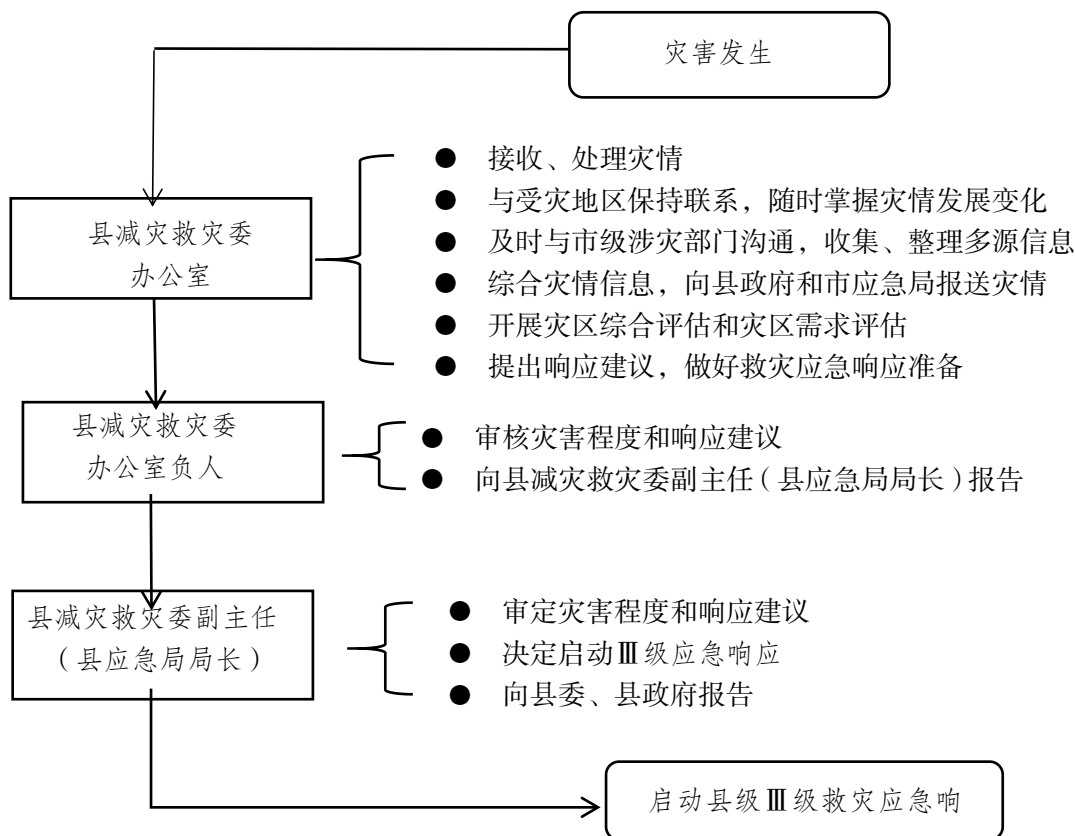 灾害发生
县减灾救灾委
办公室
● 接收、处理灾情
● 与受灾地区保持联系，随时掌握灾情发展变化
● 及时与市级涉灾部门沟通，收集、整理多源信息
● 综合灾情信息，向县政府和市应急局报送灾情
● 开展灾区综合评估和灾区需求评估
● 提出响应建议，做好救灾应急响应准备
县减灾救灾委
办公室负人
● 审核灾害程度和响应建议
● 向县减灾救灾委副主任（县应急局局长）报告
县减灾救灾委副主任
（县应急局局长）
● 审定灾害程度和响应建议
● 决定启动Ⅲ级应急响应
● 向县委、县政府报告
启动县级Ⅲ级救灾应急响